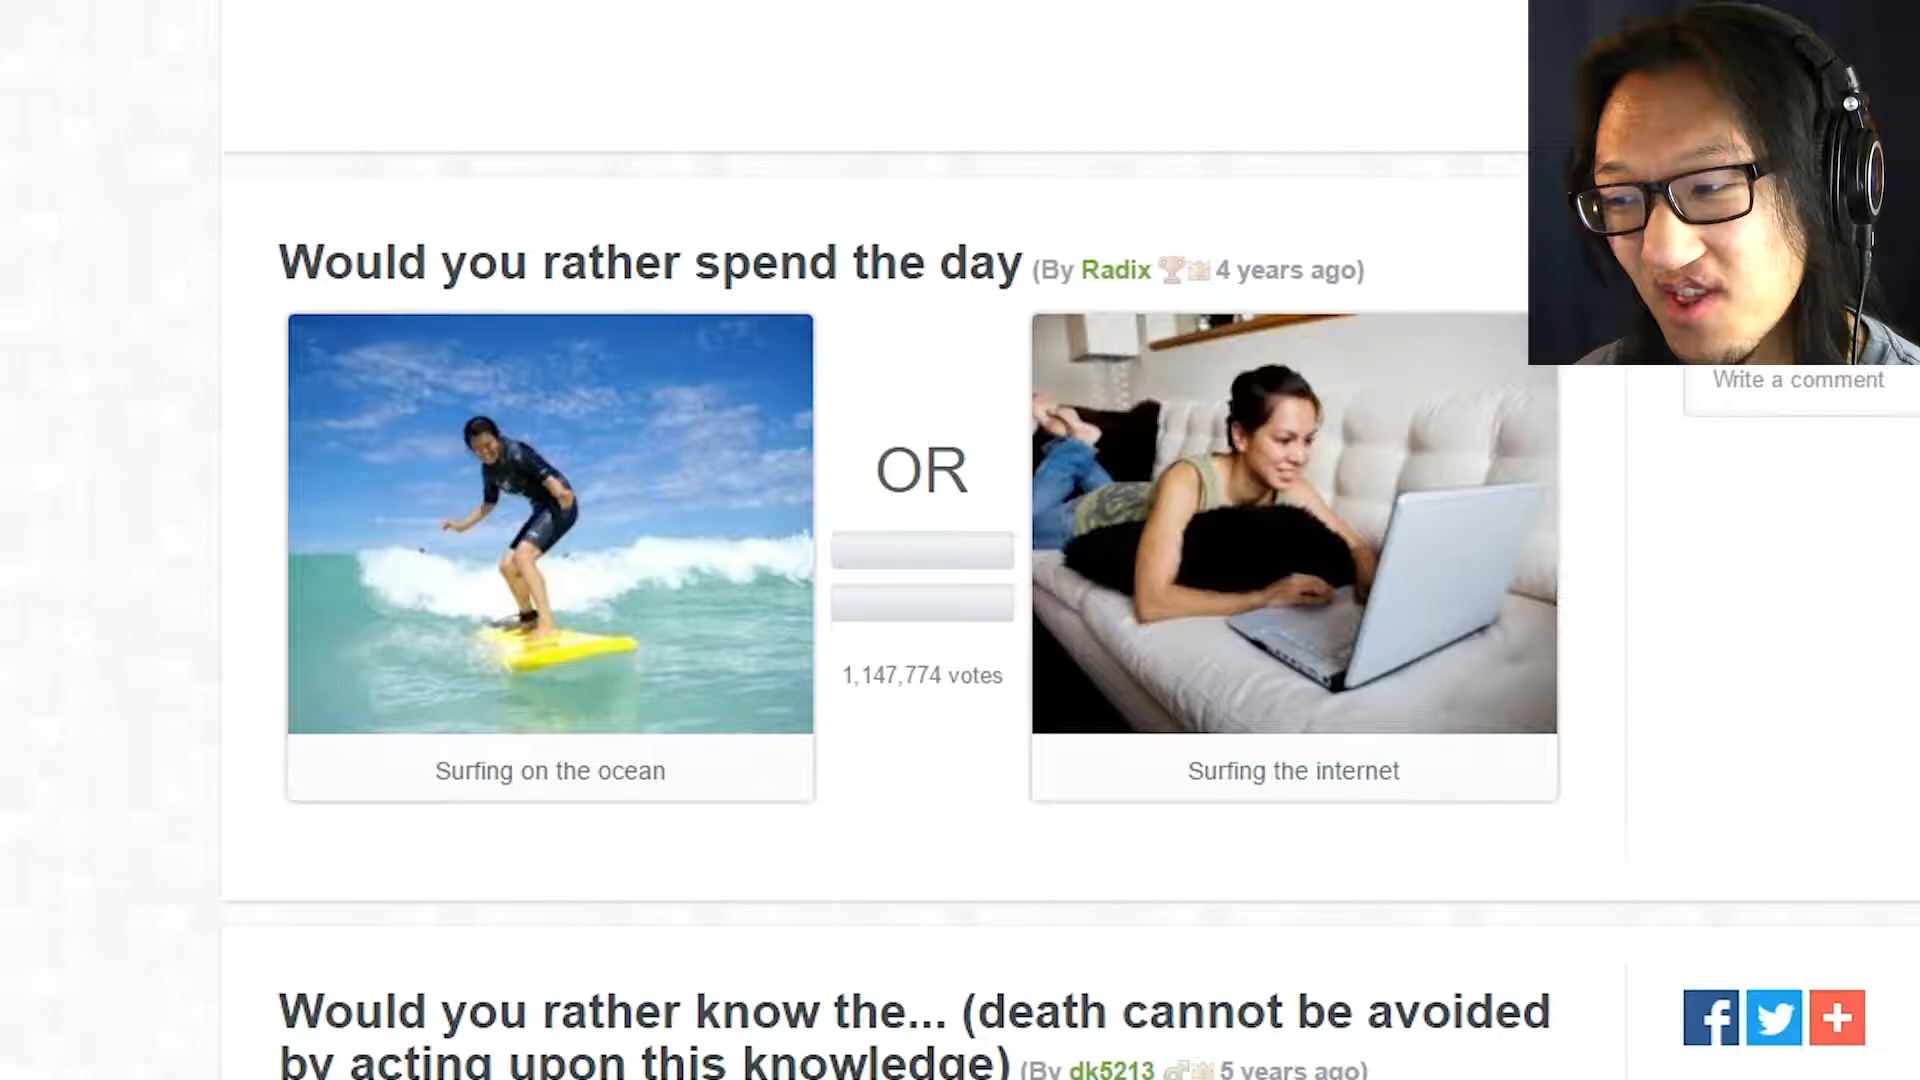 Would you rather spend the day (By Radix 4 years ago)
OR
1,147,774 votes
Surfing on the ocean
Surfing the internet
Write a comment
Would you rather know the... (death cannot be avoided
by acting upon this knowledge) (By dk5213 5 years ago)